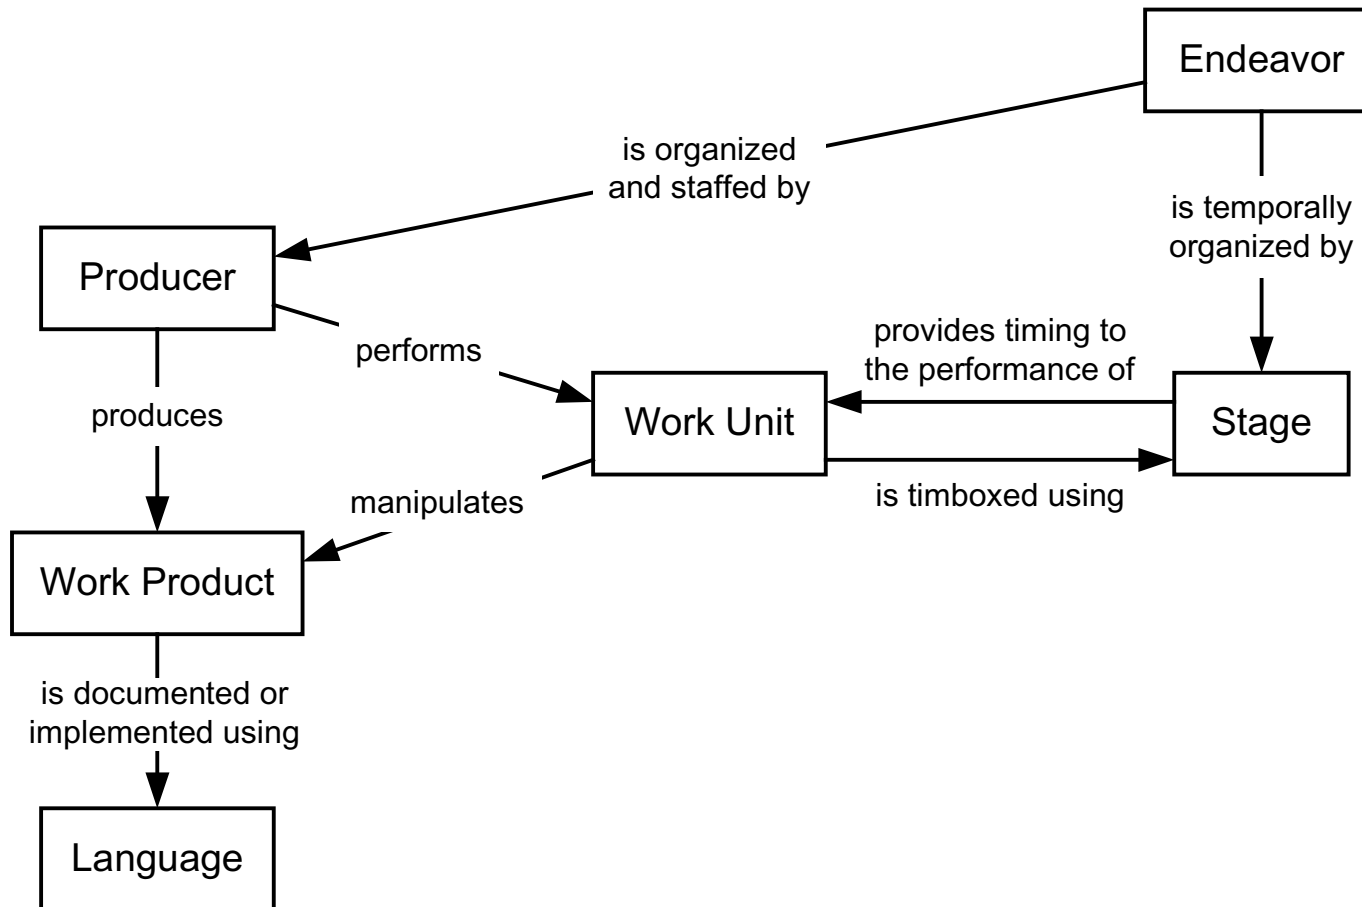 Endeavor
is organized
and staffed by
is temporally
organized by
Producer
performs
provides timing to
the performance of
Work Unit
Stage
produces
manipulates
is timboxed using
Work Product
is documented or
implemented using
Language